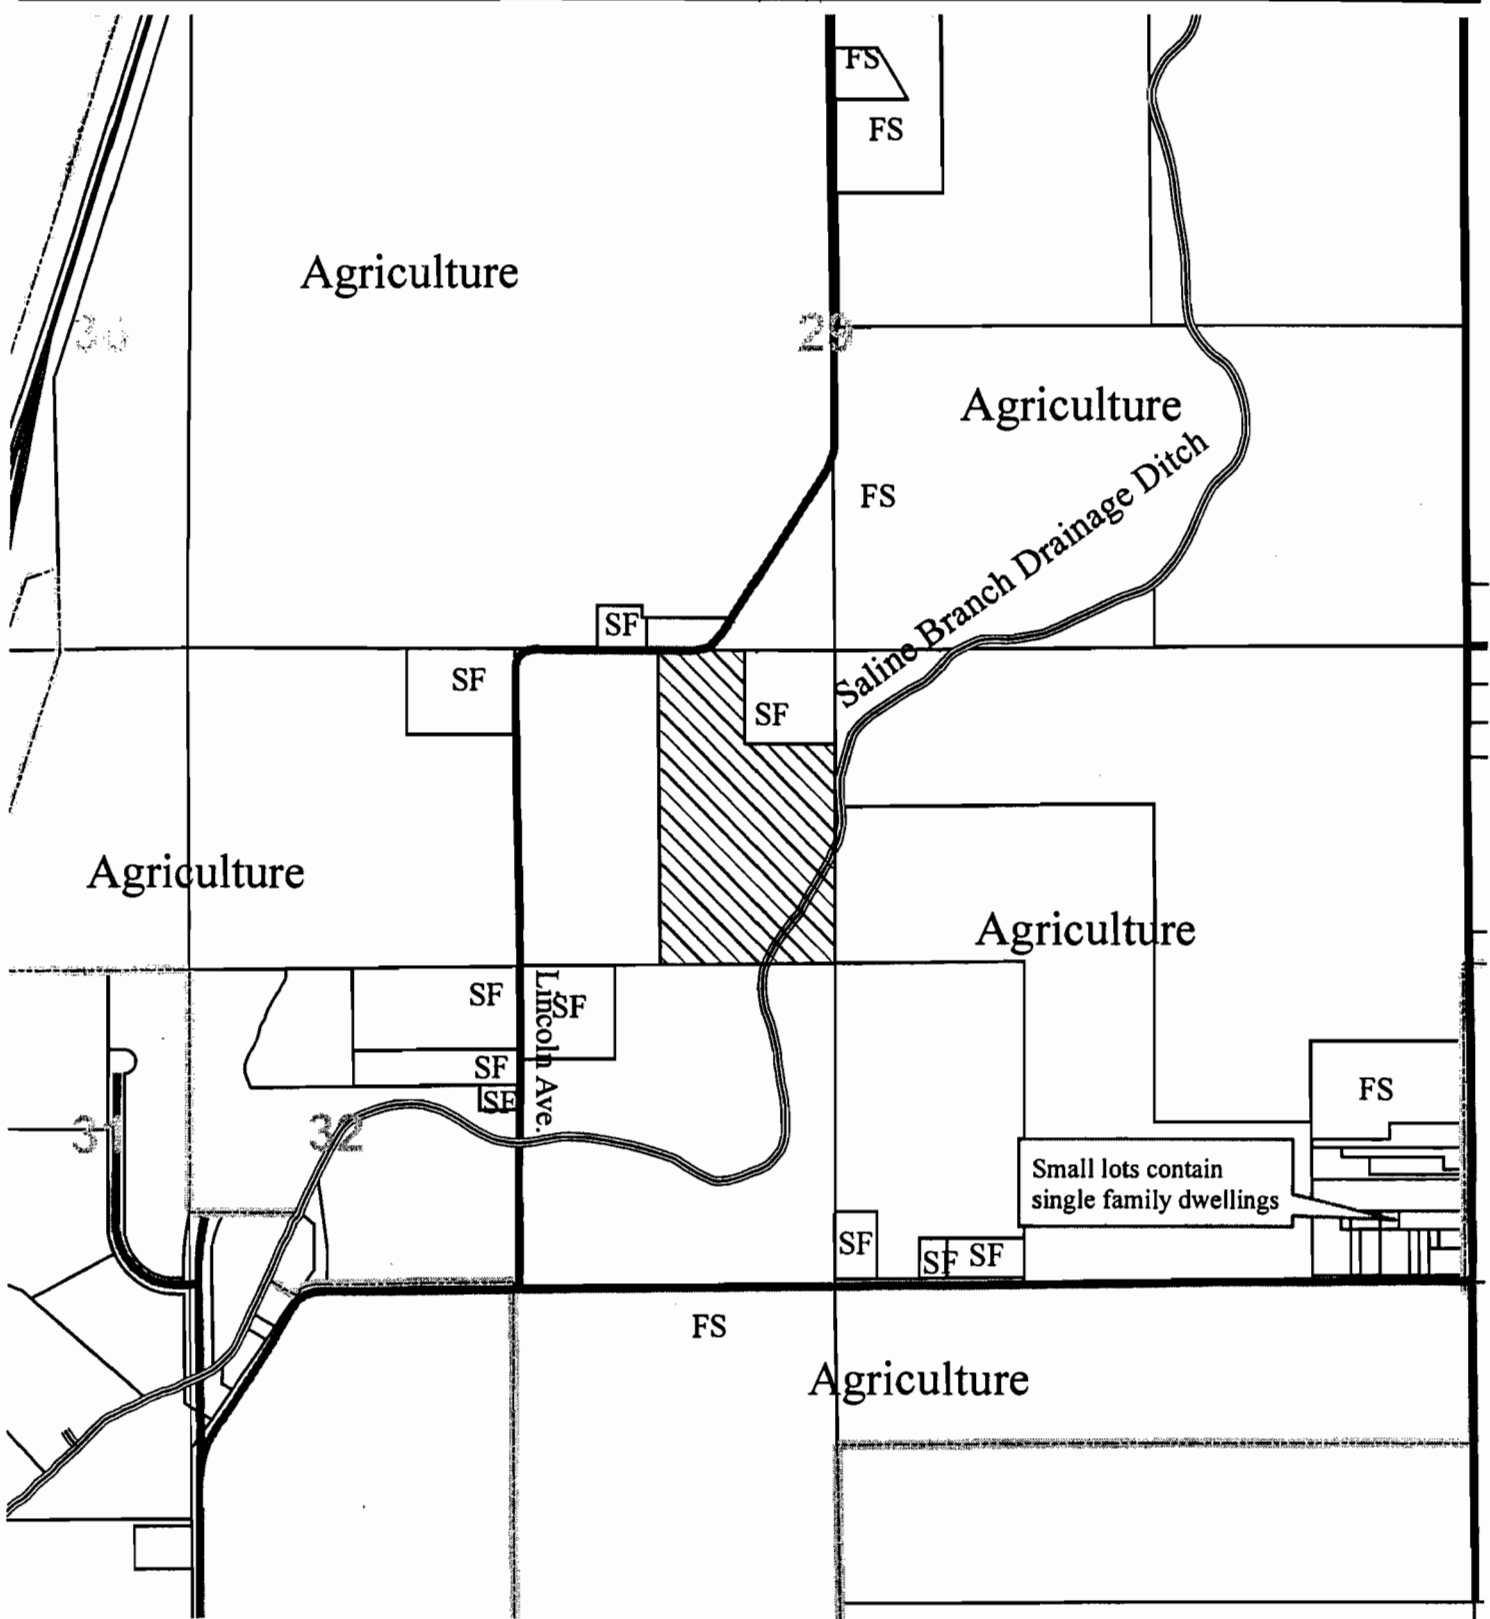 FS
FS
Agriculture
29
Agriculture
FS
Saline Branch Drainage Ditch
SF
SF
SF
Agriculture
Agriculture
SF
SF
Lincoln Ave.
SF
SF
FS
31
32
Small lots contain
single family dwellings
SF
SF
SF
FS
Agriculture